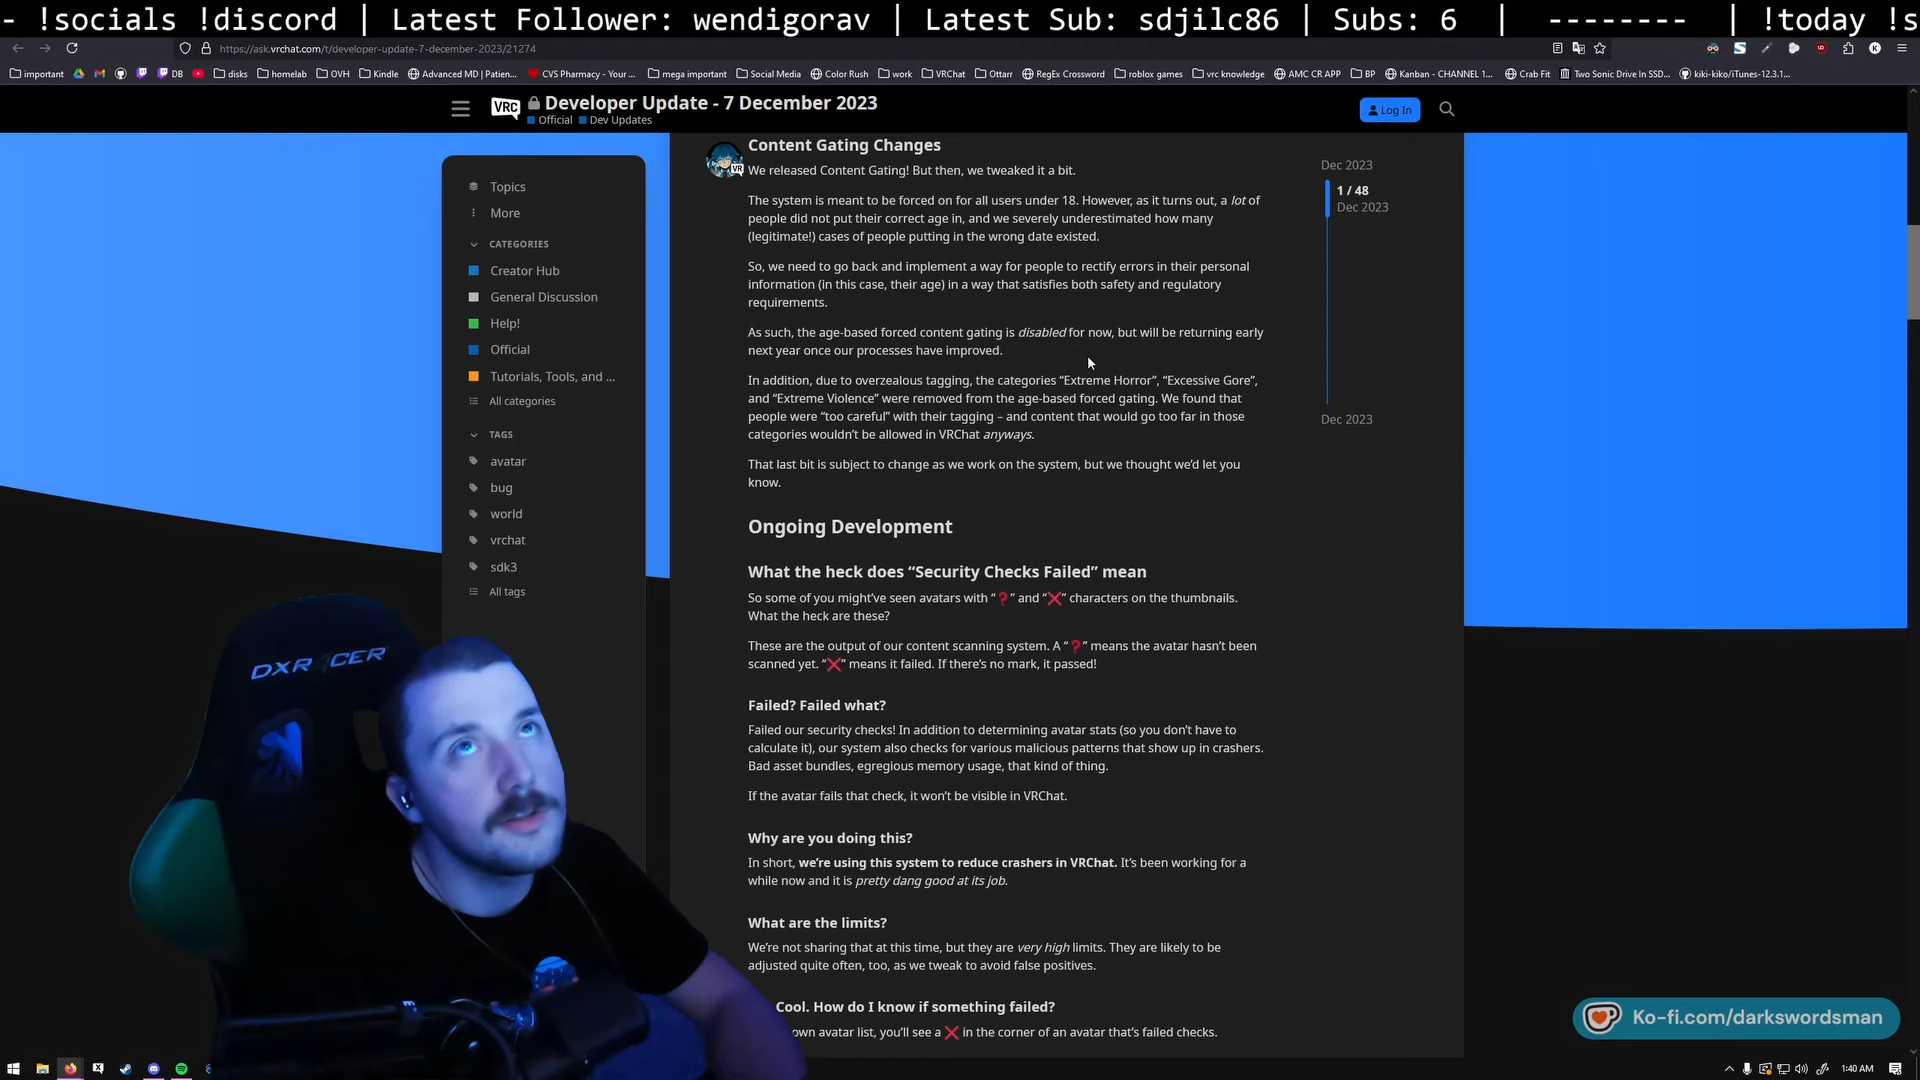 - !socials !discord | Latest Follower: wendigorav | Latest Sub: sdjilc86 | Subs: 6 | -------- | !today !s
https://ask.vrchat.com/t/developer-update-7-december-2023/21274
important DB disks homelab OVH Kindle Advanced MD | Patien... CVS Pharmacy - Your ... mega important Social Media Color Rush work VRChat Ottarr RegEx Crossword roblox games vrc knowledge AMC CR APP BP Kanban - CHANNEL 1... Crab Fit Two Sonic Drive In SSD... kiki-kiko/iTunes-12.3.1...
VRC Developer Update - 7 December 2023
Official Dev Updates
Log In
Topics
More
CATEGORIES
Creator Hub
General Discussion
Help!
Official
Tutorials, Tools, and ...
All categories
TAGS
avatar
bug
world
vrchat
sdk3
All tags
Content Gating Changes
We released Content Gating! But then, we tweaked it a bit.
The system is meant to be forced on for all users under 18. However, as it turns out, a lot of
people did not put their correct age in, and we severely underestimated how many
(legitimate!) cases of people putting in the wrong date existed.
So, we need to go back and implement a way for people to rectify errors in their personal
information (in this case, their age) in a way that satisfies both safety and regulatory
requirements.
As such, the age-based forced content gating is disabled for now, but will be returning early
next year once our processes have improved.
In addition, due to overzealous tagging, the categories “Extreme Horror”, “Excessive Gore”,
and “Extreme Violence” were removed from the age-based forced gating. We found that
people were “too careful” with their tagging – and content that would go too far in those
categories wouldn’t be allowed in VRChat anyways.
That last bit is subject to change as we work on the system, but we thought we’d let you
know.
Ongoing Development
What the heck does “Security Checks Failed” mean
So some of you might’ve seen avatars with “❓” and “❌” characters on the thumbnails.
What the heck are these?
These are the output of our content scanning system. A “❓” means the avatar hasn’t been
scanned yet. “❌” means it failed. If there’s no mark, it passed!
Failed? Failed what?
Failed our security checks! In addition to determining avatar stats (so you don’t have to
calculate it), our system also checks for various malicious patterns that show up in crashers.
Bad asset bundles, egregious memory usage, that kind of thing.
If the avatar fails that check, it won’t be visible in VRChat.
Why are you doing this?
In short, we’re using this system to reduce crashers in VRChat. It’s been working for a
while now and it is pretty dang good at its job.
What are the limits?
We’re not sharing that at this time, but they are very high limits. They are likely to be
adjusted quite often, too, as we tweak to avoid false positives.
Cool. How do I know if something failed?
own avatar list, you’ll see a ❌ in the corner of an avatar that’s failed checks.
Dec 2023
1 / 48
Dec 2023
Dec 2023
DXRACER
Ko-fi.com/darkswordsman
1:40 AM